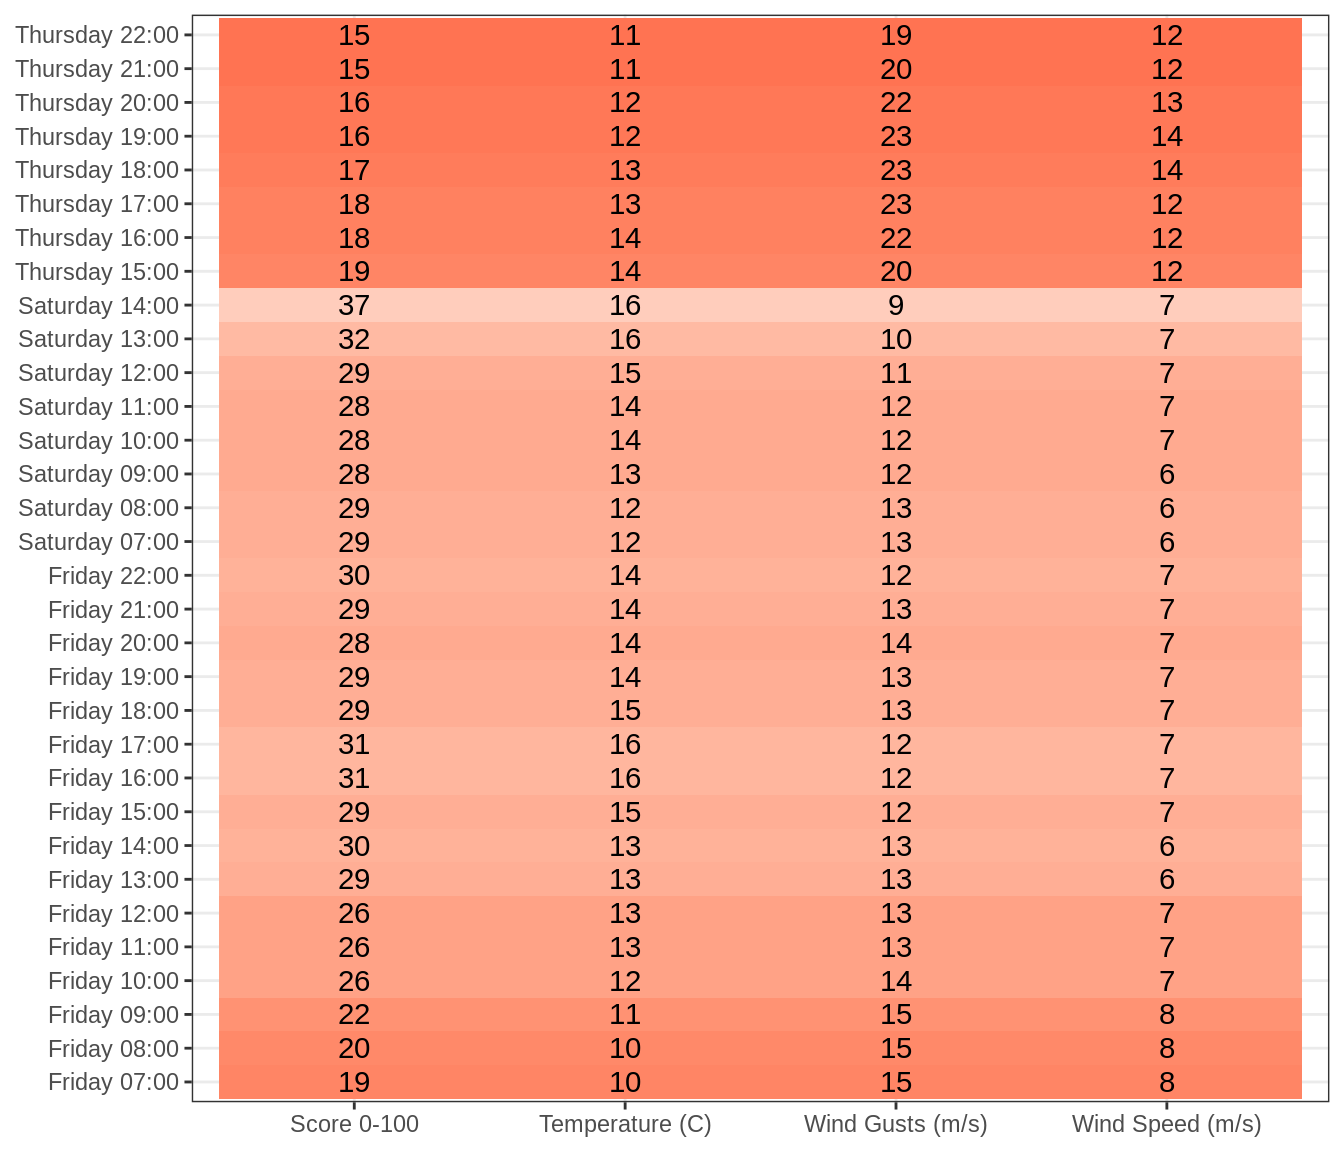 Thursday 22:00 15 11 19 12
Thursday 21:00 15 11 20 12
Thursday 20:00 16 12 22 13
Thursday 19:00 16 12 23 14
Thursday 18:00 17 13 23 14
Thursday 17:00 18 13 23 12
Thursday 16:00 18 14 22 12
Thursday 15:00 19 14 20 12
Saturday 14:00 37 16 9 7
Saturday 13:00 32 16 10 7
Saturday 12:00 29 15 11 7
Saturday 11:00 28 14 12 7
Saturday 10:00 28 14 12 7
Saturday 09:00 28 13 12 6
Saturday 08:00 29 12 13 6
Saturday 07:00 29 12 13 6
Friday 22:00 30 14 12 7
Friday 21:00 29 14 13 7
Friday 20:00 28 14 14 7
Friday 19:00 29 14 13 7
Friday 18:00 29 15 13 7
Friday 17:00 31 16 12 7
Friday 16:00 31 16 12 7
Friday 15:00 29 15 12 7
Friday 14:00 30 13 13 6
Friday 13:00 29 13 13 6
Friday 12:00 26 13 13 7
Friday 11:00 26 13 13 7
Friday 10:00 26 12 14 7
Friday 09:00 22 11 15 8
Friday 08:00 20 10 15 8
Friday 07:00 19 10 15 8
Score 0-100 Temperature (C) Wind Gusts (m/s) Wind Speed (m/s)